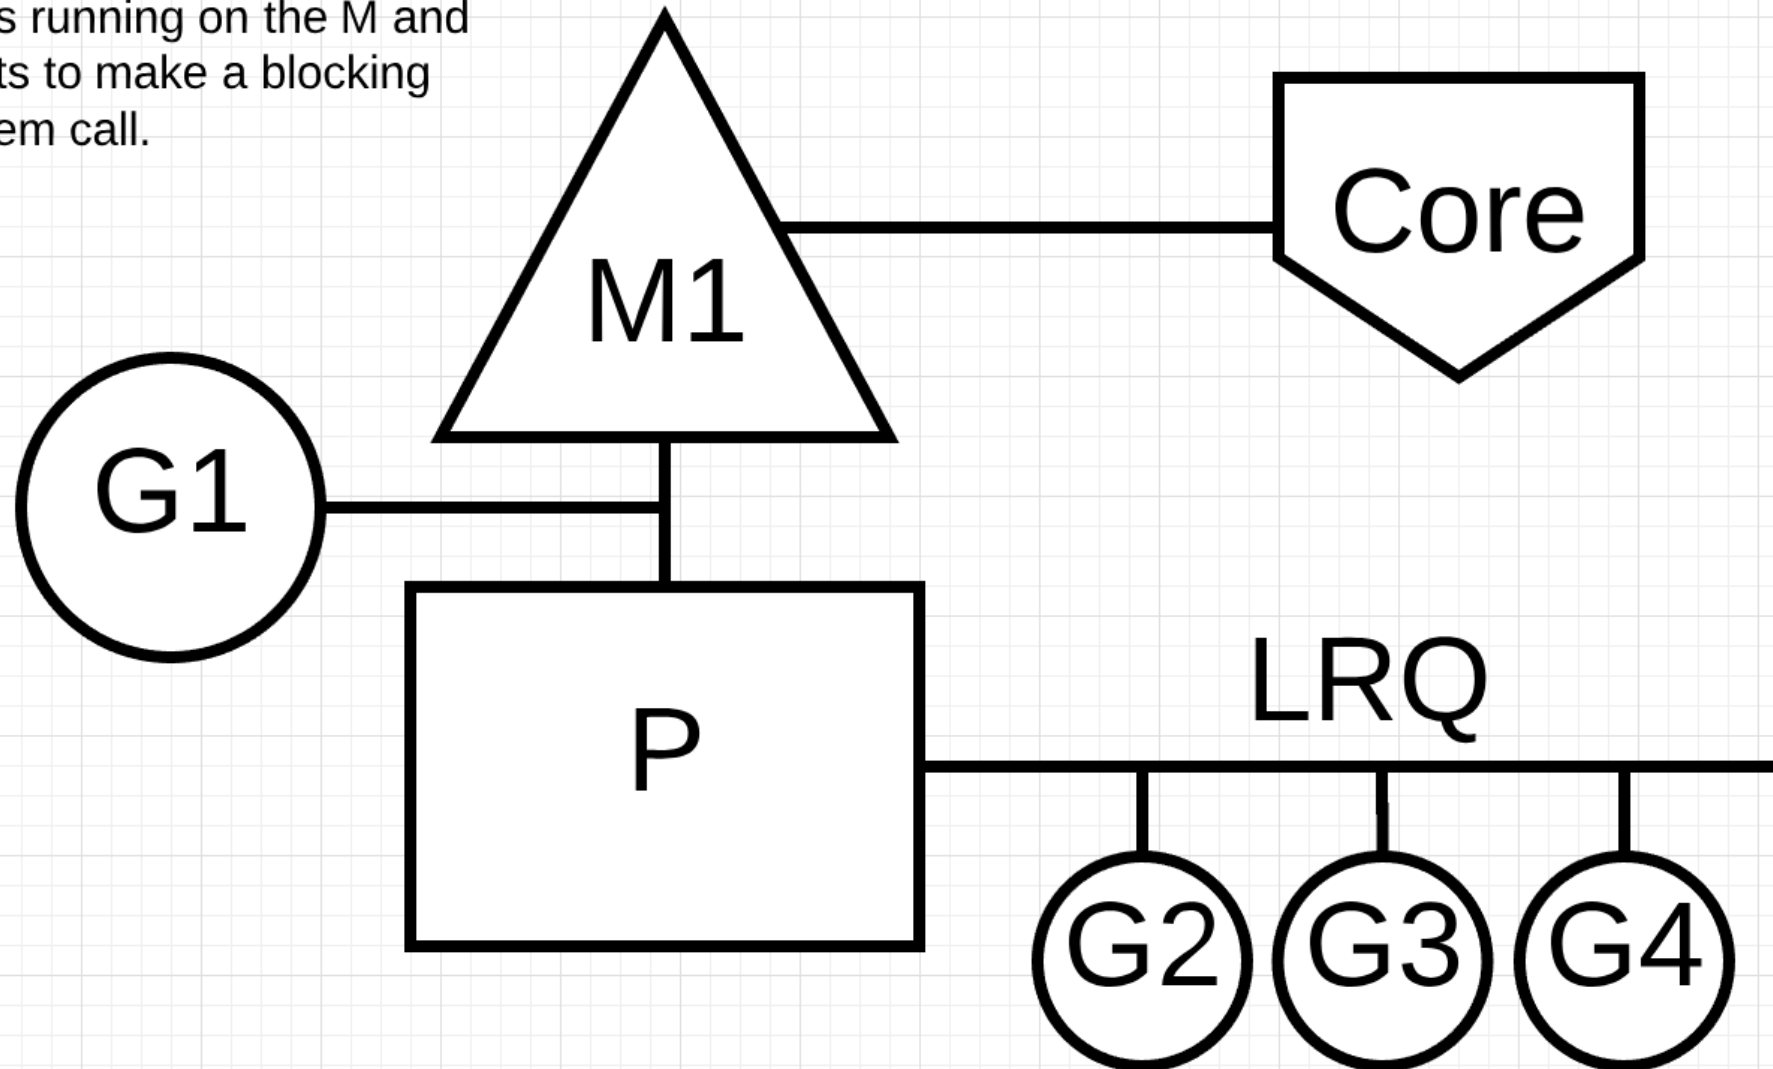 s running on the M and
ts to make a blocking
em call.
Core
M1
G1
LRQ
P
G2 G3 G4